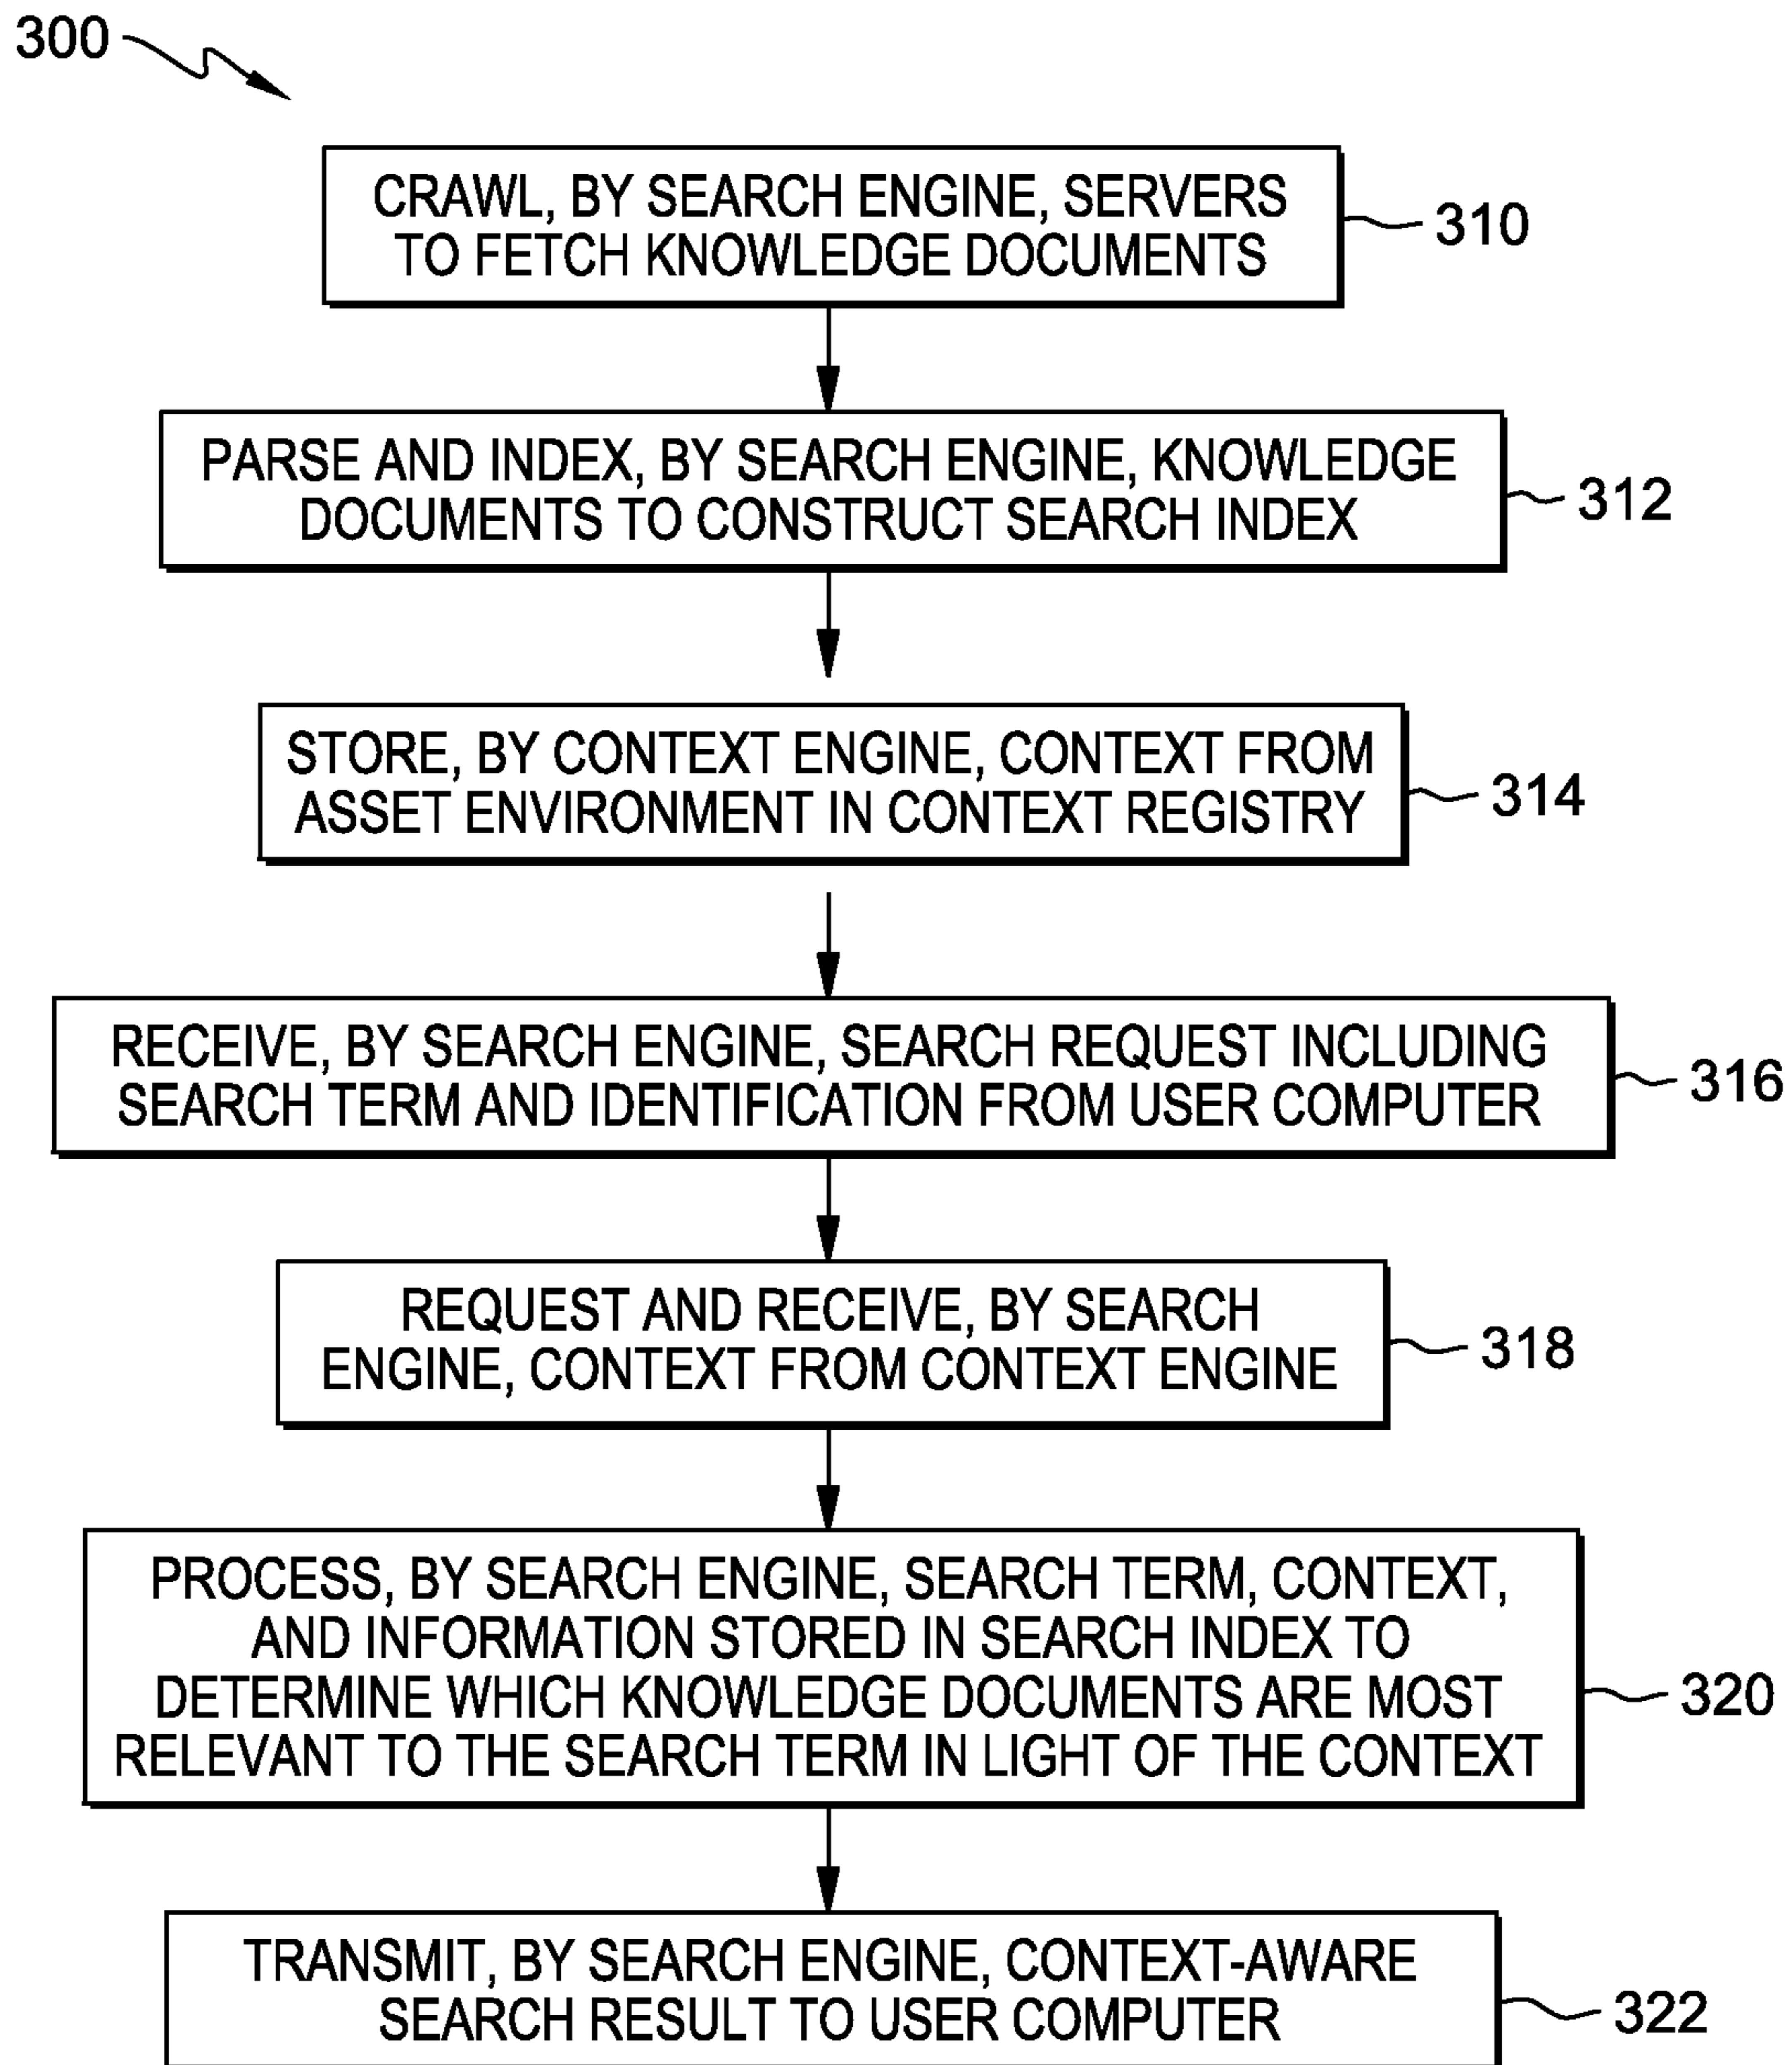 300
CRAWL, BY SEARCH ENGINE, SERVERS
TO FETCH KNOWLEDGE DOCUMENTS
310
PARSE AND INDEX, BY SEARCH ENGINE, KNOWLEDGE
DOCUMENTS TO CONSTRUCT SEARCH INDEX
312
STORE, BY CONTEXT ENGINE, CONTEXT FROM
ASSET ENVIRONMENT IN CONTEXT REGISTRY
314
RECEIVE, BY SEARCH ENGINE, SEARCH REQUEST INCLUDING
SEARCH TERM AND IDENTIFICATION FROM USER COMPUTER
316
REQUEST AND RECEIVE, BY SEARCH
ENGINE, CONTEXT FROM CONTEXT ENGINE
318
PROCESS, BY SEARCH ENGINE, SEARCH TERM, CONTEXT,
AND INFORMATION STORED IN SEARCH INDEX TO
DETERMINE WHICH KNOWLEDGE DOCUMENTS ARE MOST
RELEVANT TO THE SEARCH TERM IN LIGHT OF THE CONTEXT
320
TRANSMIT, BY SEARCH ENGINE, CONTEXT-AWARE
SEARCH RESULT TO USER COMPUTER
322